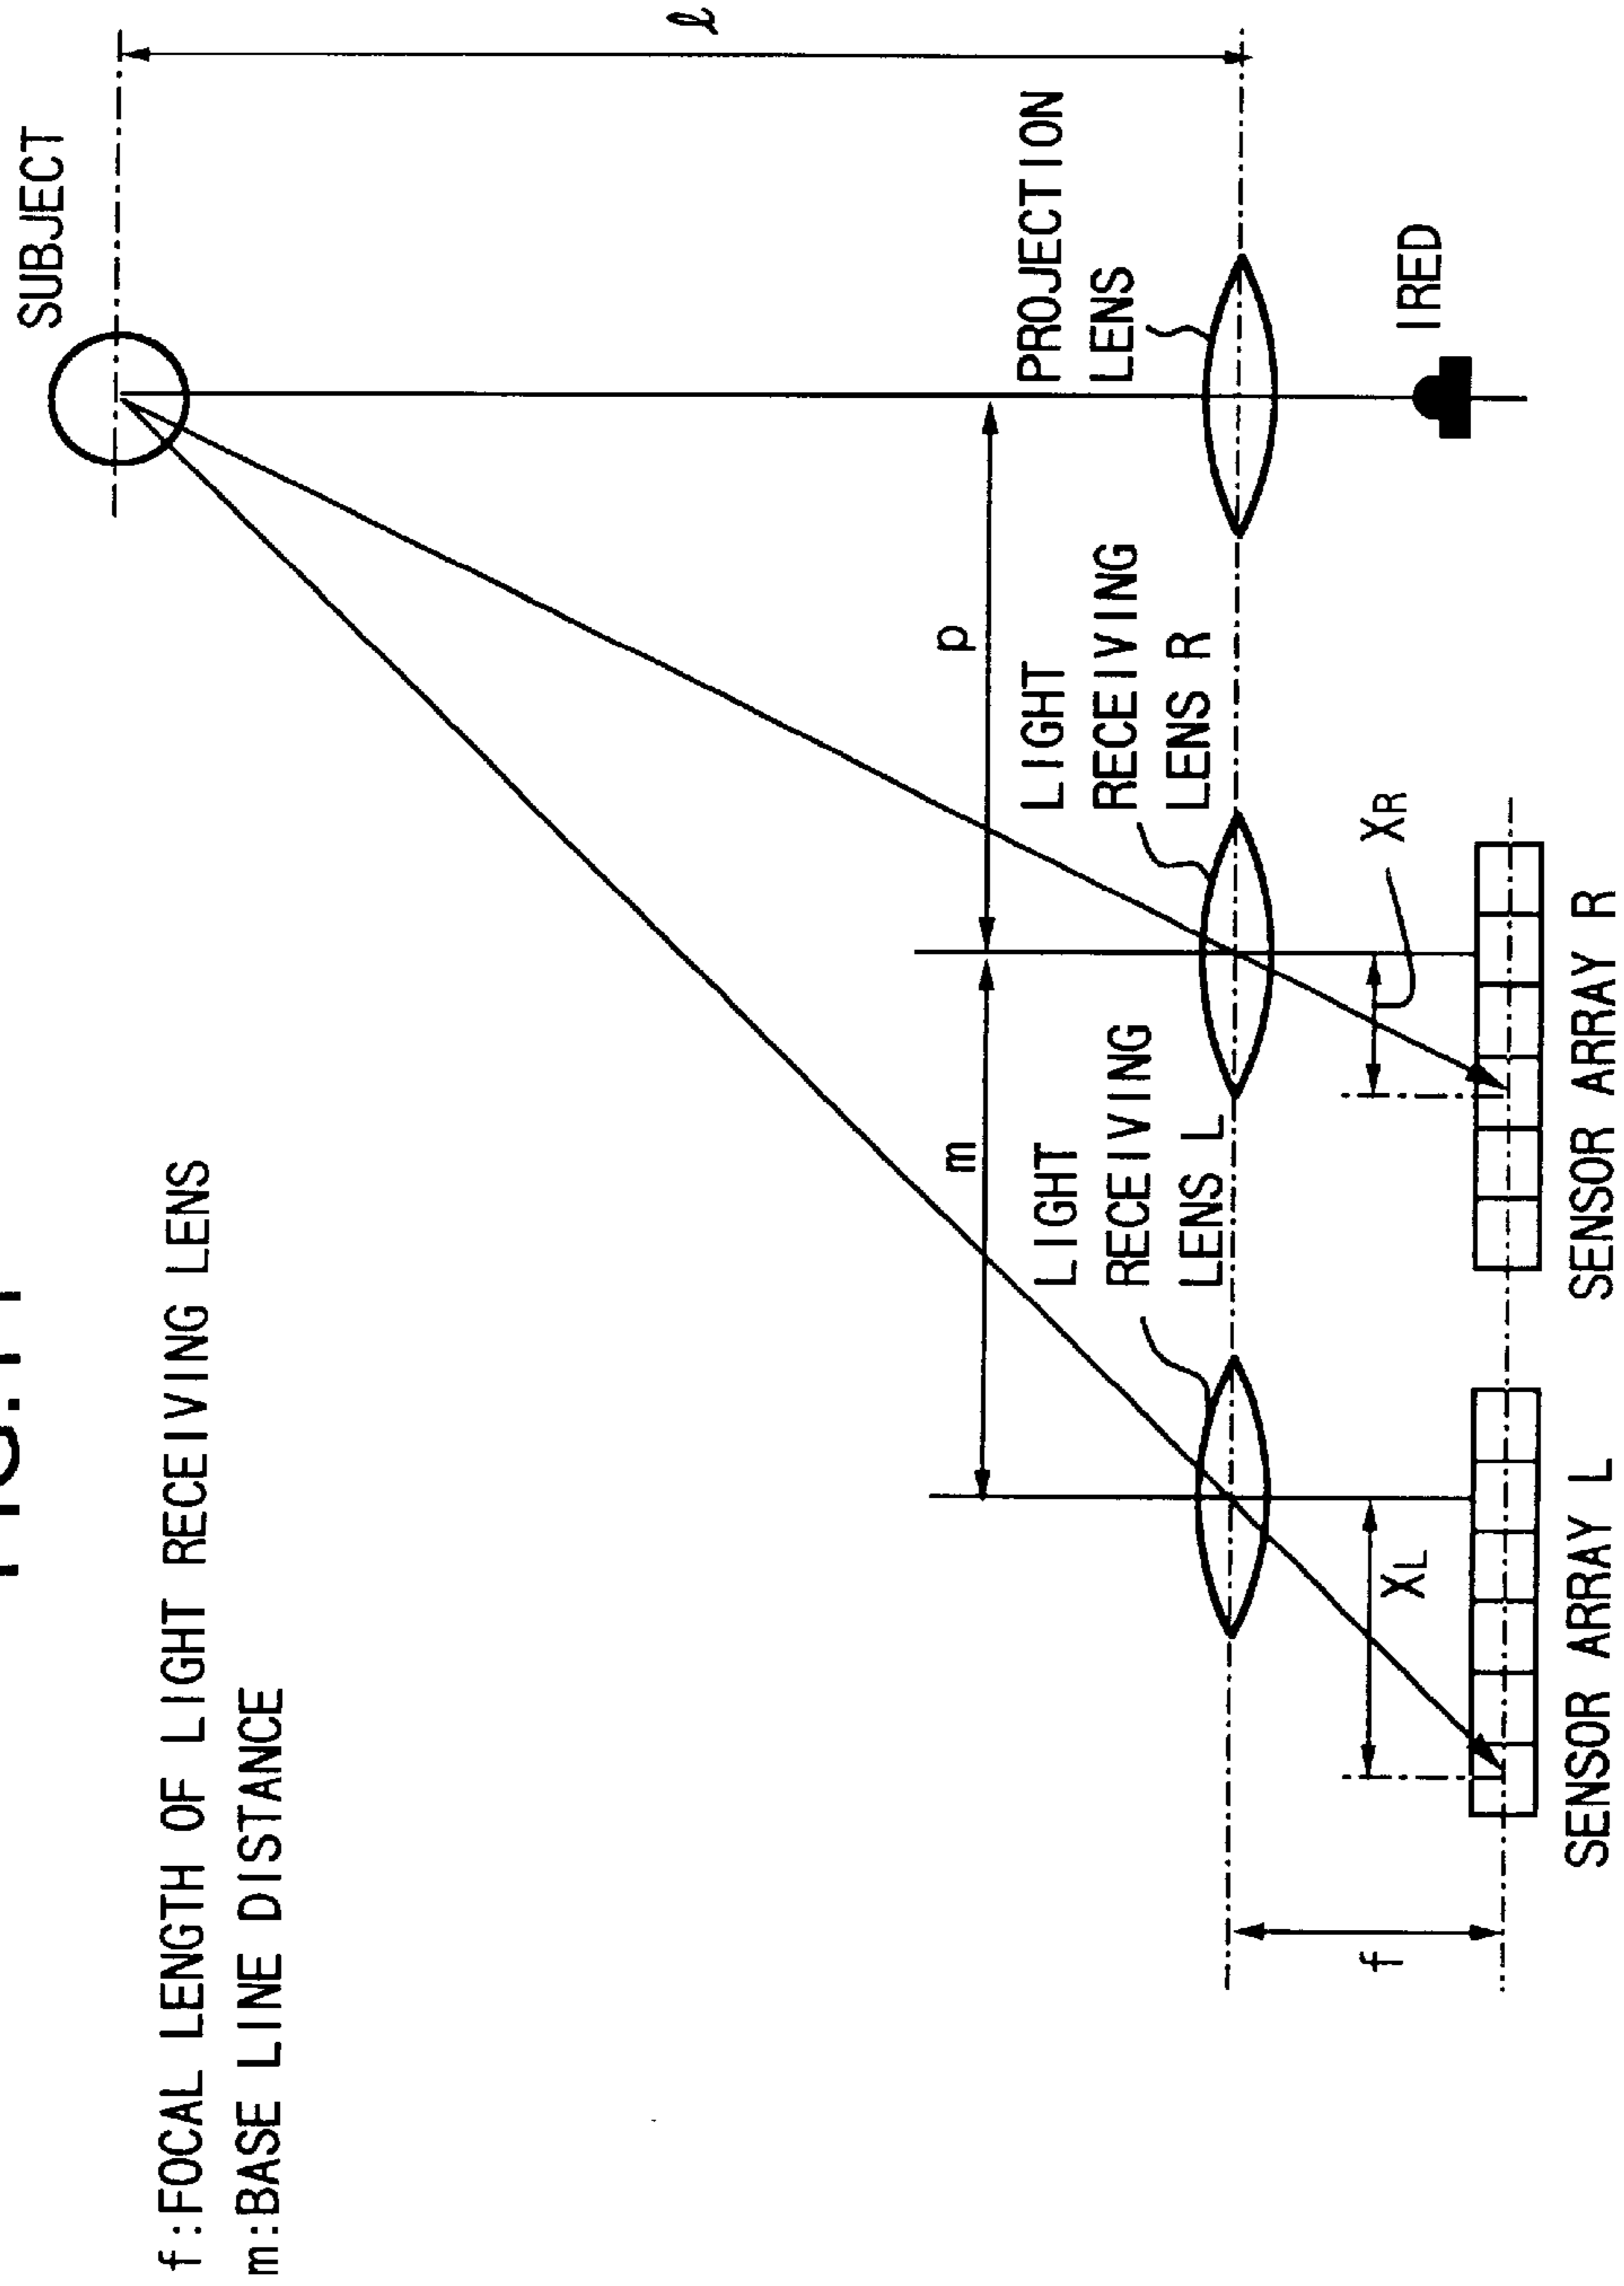 f:FOCAL LENGTH OF LIGHT RECEIVING LENS
m:BASE LINE DISTANCE
SUBJECT
ℓ
m
p
LIGHT
RECEIVING
LENS L
LIGHT
RECEIVING
LENS R
PROJECTION
LENS
f
XL
XR
IRED
SENSOR ARRAY L
SENSOR ARRAY R